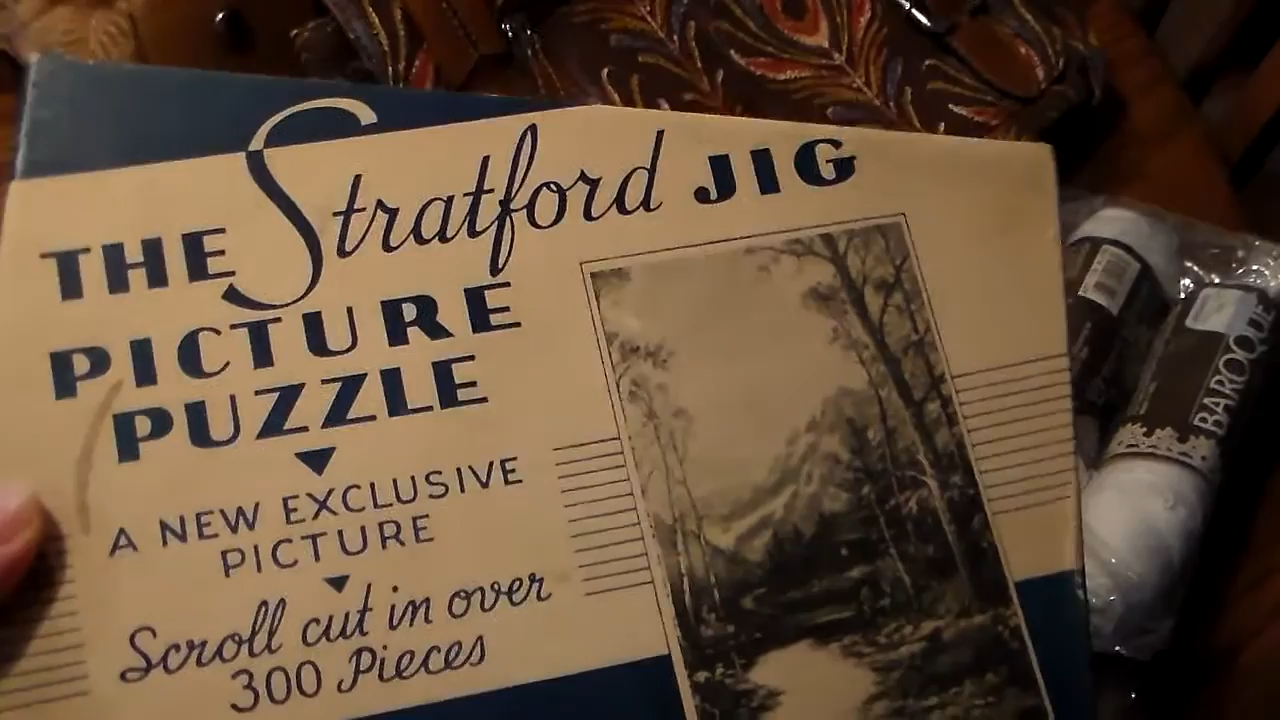 THE Stratford JIG
PICTURE
PUZZLE
A NEW EXCLUSIVE
PICTURE
Scroll cut in over
300 Pieces
BAROQUE